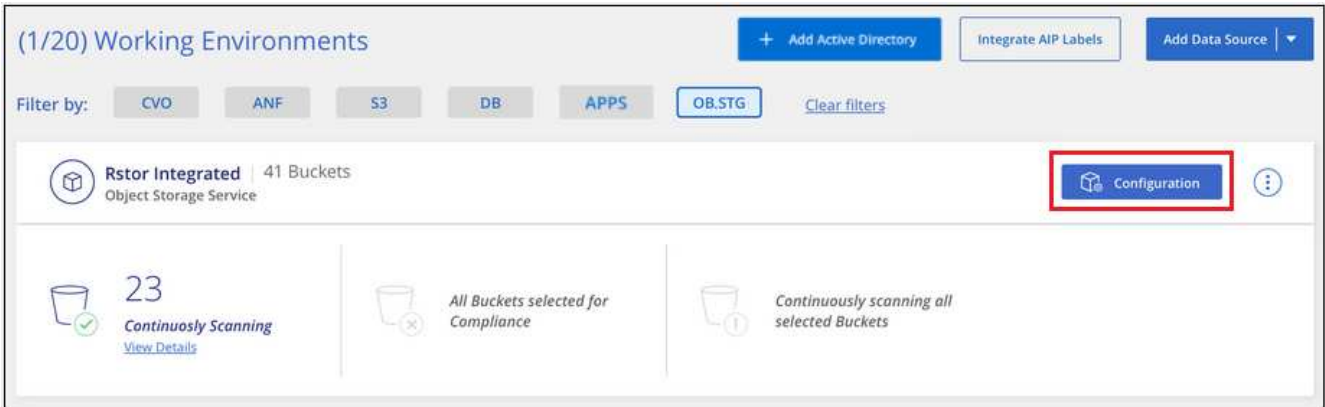 (1/20) Working Environments
+ Add Active Directory
Integrate AIP Labels
Add Data Source
Filter by:
CVO
ANF
S3
DB
APPS
OB.STG
Clear filters
Rstor Integrated | 41 Buckets
Object Storage Service
Configuration
23
Continuosly Scanning
View Details
All Buckets selected for
Compliance
Continuously scanning all
selected Buckets